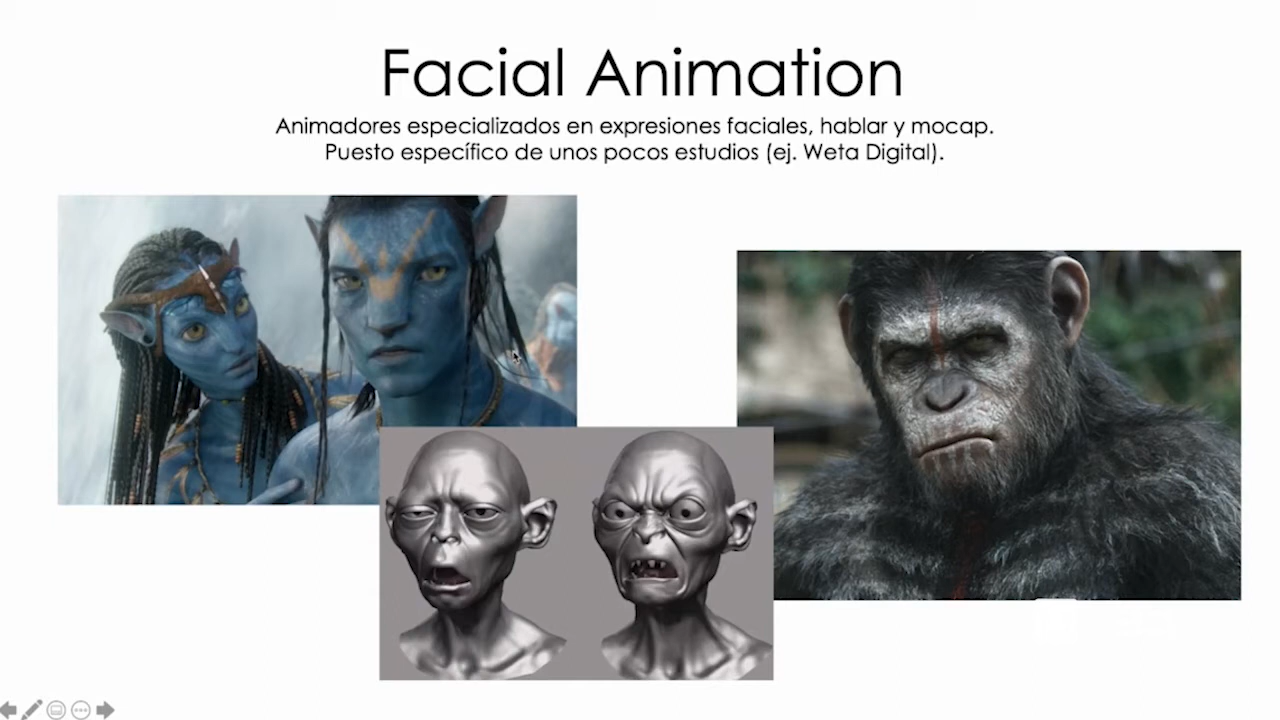 Facial Animation
Animadores especializados en expresiones faciales, hablar y mocap.
Puesto específico de unos pocos estudios (ej. Weta Digital).